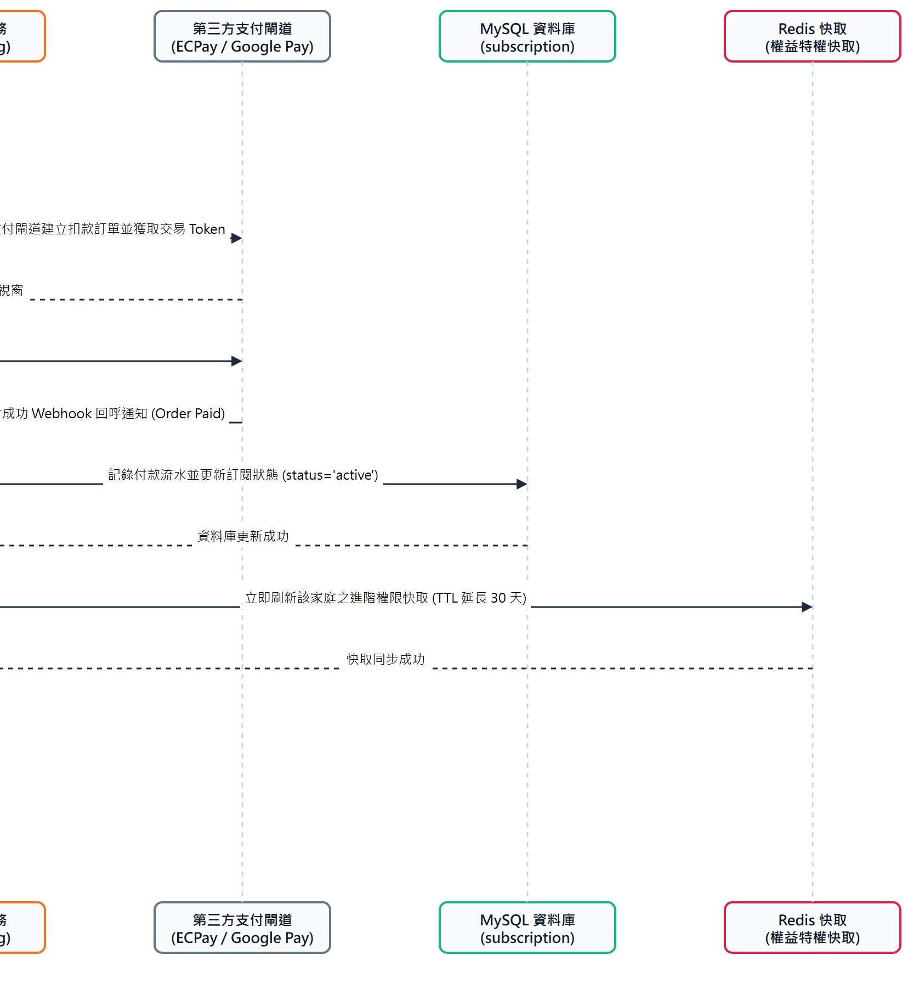 務
g)
第三方支付閘道
(ECPay / Google Pay)
MySQL 資料庫
(subscription)
Redis 快取
(權益特權快取)
付閘道建立扣款訂單並獲取交易 Token
視窗
成功 Webhook 回呼通知 (Order Paid)
記錄付款流水並更新訂閱狀態 (status='active')
資料庫更新成功
立即刷新該家庭之進階權限快取 (TTL 延長 30 天)
快取同步成功
務
g)
第三方支付閘道
(ECPay / Google Pay)
MySQL 資料庫
(subscription)
Redis 快取
(權益特權快取)